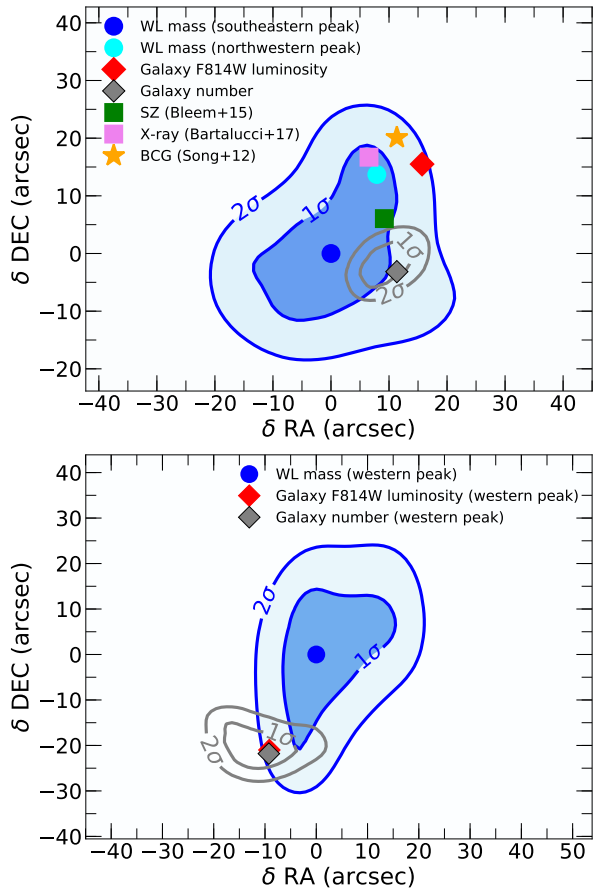 40
30
20
10
0
−10
−20
δ DEC (arcsec)
WL mass (southeastern peak)
WL mass (northwestern peak)
Galaxy F814W luminosity
Galaxy number
SZ (Bleem+15)
X-ray (Bartalucci+17)
BCG (Song+12)
2σ
1σ
1σ
2σ
−40 −30 −20 −10 0 10 20 30 40
δ RA (arcsec)
40
30
20
10
0
−10
−20
−30
−40
δ DEC (arcsec)
WL mass (western peak)
Galaxy F814W luminosity (western peak)
Galaxy number (western peak)
2σ
1σ
1σ
2σ
−40 −30 −20 −10 0 10 20 30 40 50
δ RA (arcsec)